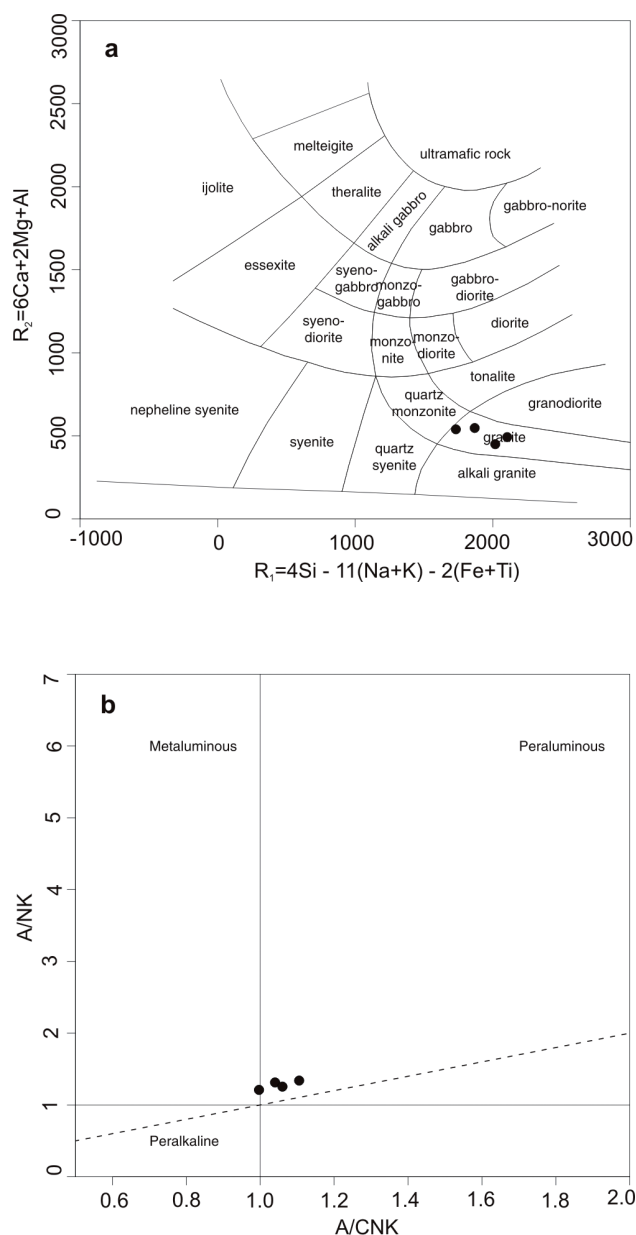 a
3000
2500
2000
1500
1000
500
0
R2=6Ca+2Mg+Al
ultramafic rock
melteigite
ijolite
theralite
alkali gabbro
gabbro
gabbro-norite
essexite
syeno-
gabbro
monzo-
gabbro
gabbro-
diorite
syeno-
diorite
monzo-
nite
monzo-
diorite
diorite
tonalite
quartz
monzonite
granodiorite
nepheline syenite
syenite
quartz
syenite
granite
alkali granite
-1000 0 1000 2000 3000
R1=4Si - 11(Na+K) - 2(Fe+Ti)
b
7
6
5
4
3
2
1
0
A/NK
Metaluminous
Peraluminous
Peralkaline
0.6 0.8 1.0 1.2 1.4 1.6 1.8 2.0
A/CNK